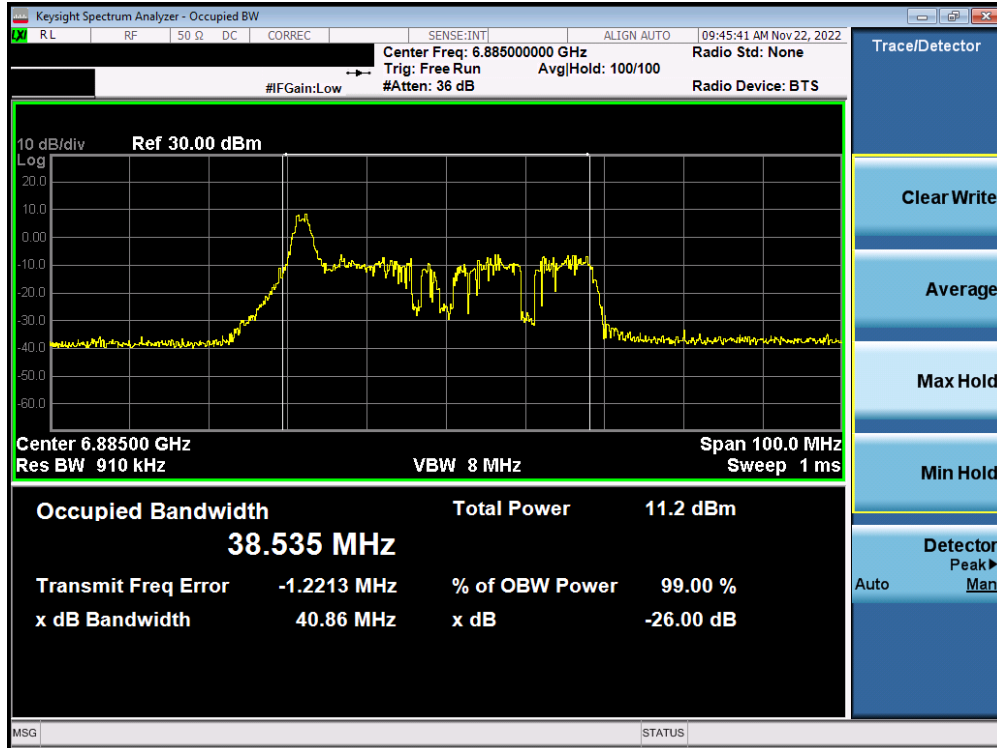 Keysight Spectrum Analyzer - Occupied BW
LXI RL RF 50 Ω DC CORREC SENSE:INT ALIGN AUTO 09:45:41 AM Nov 22, 2022
Center Freq: 6.885000000 GHz Radio Std: None
Trig: Free Run Avg|Hold: 100/100
#IFGain:Low #Atten: 36 dB Radio Device: BTS
Trace/Detector
10 dB/div Ref 30.00 dBm
Log
20.0
10.0
0.00
-10.0
-20.0
-30.0
-40.0
-50.0
-60.0
Center 6.88500 GHz Span 100.0 MHz
Res BW 910 kHz VBW 8 MHz Sweep 1 ms
Occupied Bandwidth Total Power 11.2 dBm
38.535 MHz
Transmit Freq Error -1.2213 MHz % of OBW Power 99.00 %
x dB Bandwidth 40.86 MHz x dB -26.00 dB
Clear Write
Average
Max Hold
Min Hold
Detector
Peak▶
Auto Man
MSG STATUS